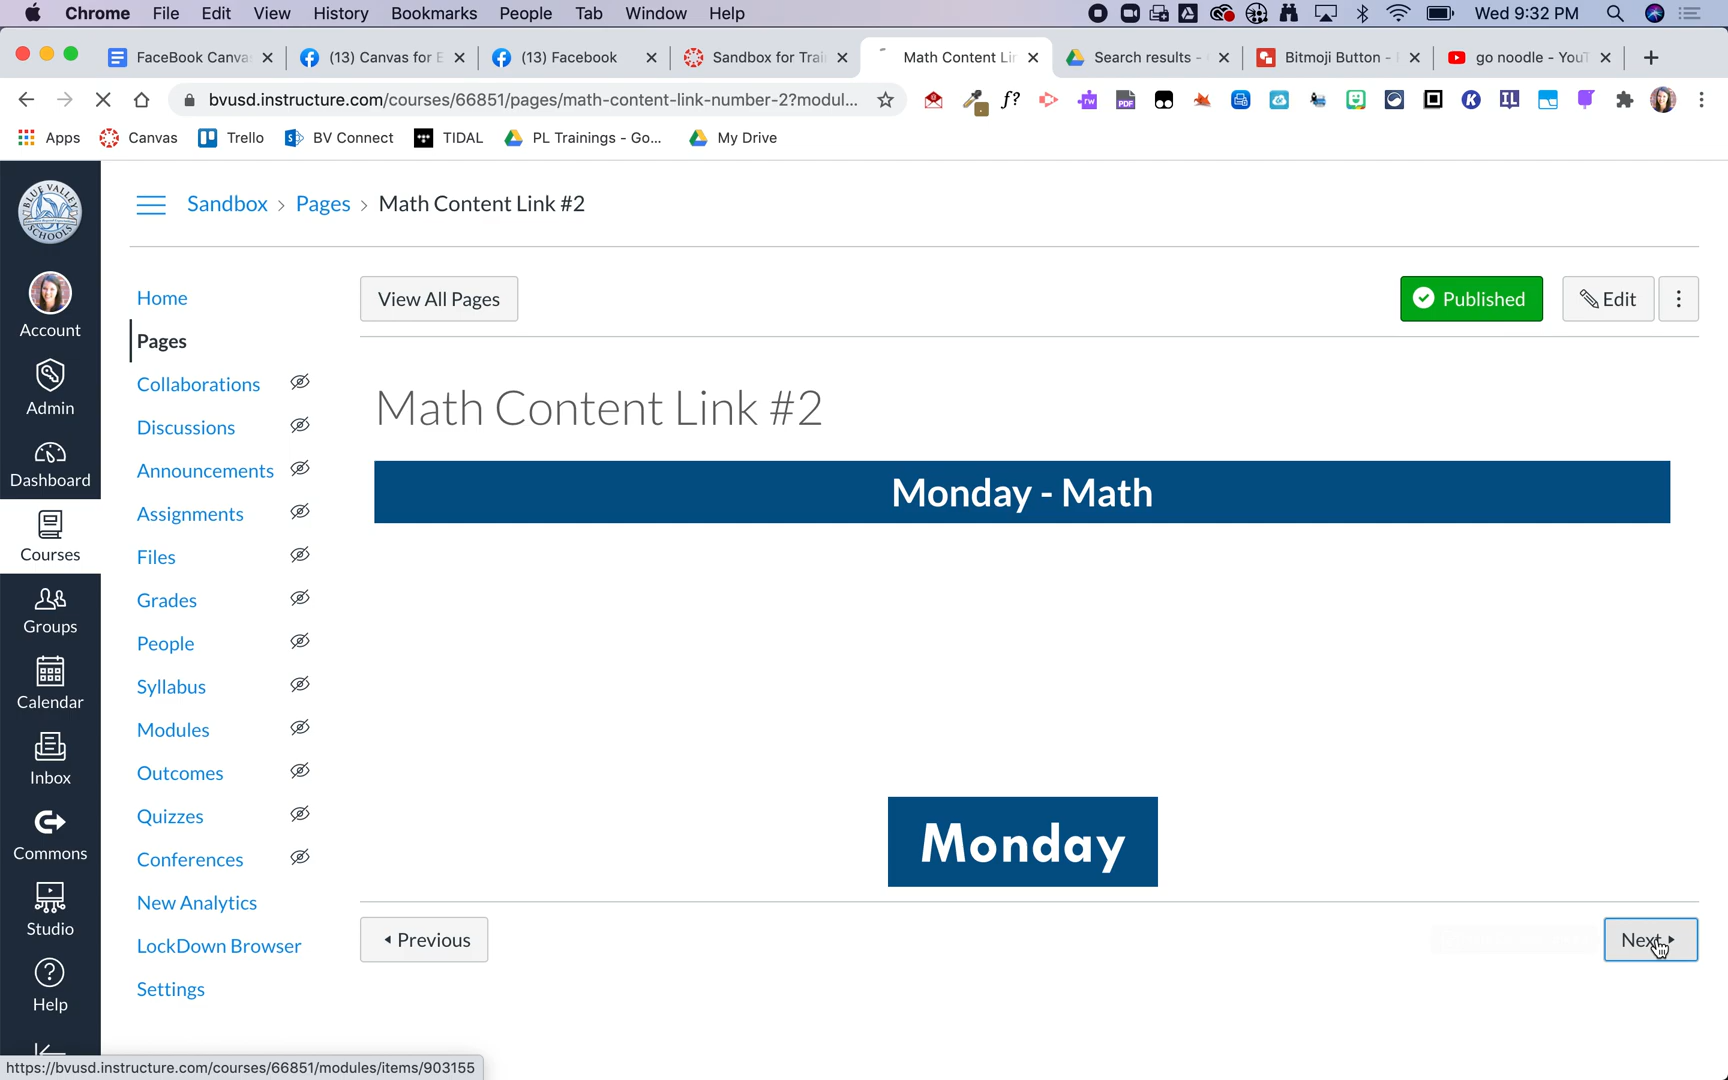 Chrome File Edit View History Bookmarks People Tab Window Help Wed 9:32 PM
FaceBook Canva (13) Canvas for E (13) Facebook Sandbox for Trai Math Content Lin Search results - Bitmoji Button - go noodle - YouT
bvusd.instructure.com/courses/66851/pages/math-content-link-number-2?modul...
Apps Canvas Trello BV Connect TIDAL PL Trainings - Go... My Drive
BLUE VALLEY SCHOOLS
Account
Admin
Dashboard
Courses
Groups
Calendar
Inbox
Commons
Studio
Help
Sandbox > Pages > Math Content Link #2
Home
Pages
Collaborations
Discussions
Announcements
Assignments
Files
Grades
People
Syllabus
Modules
Outcomes
Quizzes
Conferences
New Analytics
LockDown Browser
Settings
View All Pages
Published
Edit
Math Content Link #2
Monday - Math
Monday
Previous
Next
https://bvusd.instructure.com/courses/66851/modules/items/903155